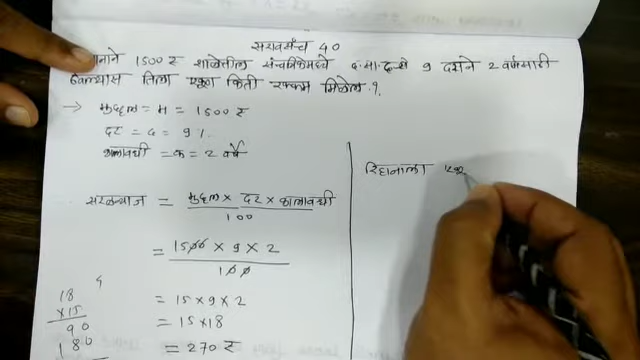 सरावसंच 40
1500 ₹ शाळेतील संचयिकेमध्ये द.सा.द.शे 9 दराने 2 वर्षासाठी
ठेवल्यास तिला एकूण किती रक्कम मिळेल.?
→ मुद्दल = म = 1500 ₹
दर = द = 9%
कालावधी = क = 2 वर्षे
सरळव्याज = मुद्दल × दर × कालावधी
100
= 1500 × 9 × 2
100
= 15 × 9 × 2
= 15 × 18
= 270 ₹
4
18
×15
90
180
रिहानाला